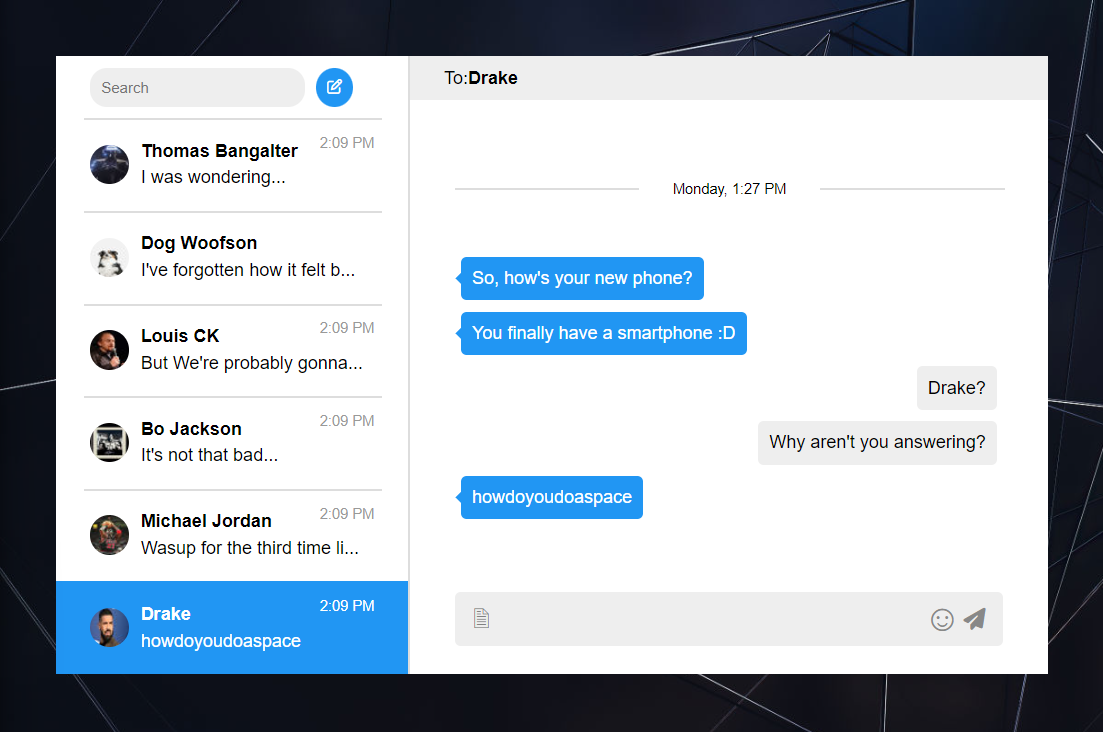 Search
Thomas Bangalter
2:09 PM
I was wondering...
Dog Woofson
I've forgotten how it felt b...
Louis CK
2:09 PM
But We're probably gonna...
Bo Jackson
2:09 PM
It's not that bad...
Michael Jordan
2:09 PM
Wasup for the third time li...
Drake
2:09 PM
howdoyoudoaspace
To:Drake
Monday, 1:27 PM
So, how's your new phone?
You finally have a smartphone :D
Drake?
Why aren't you answering?
howdoyoudoaspace